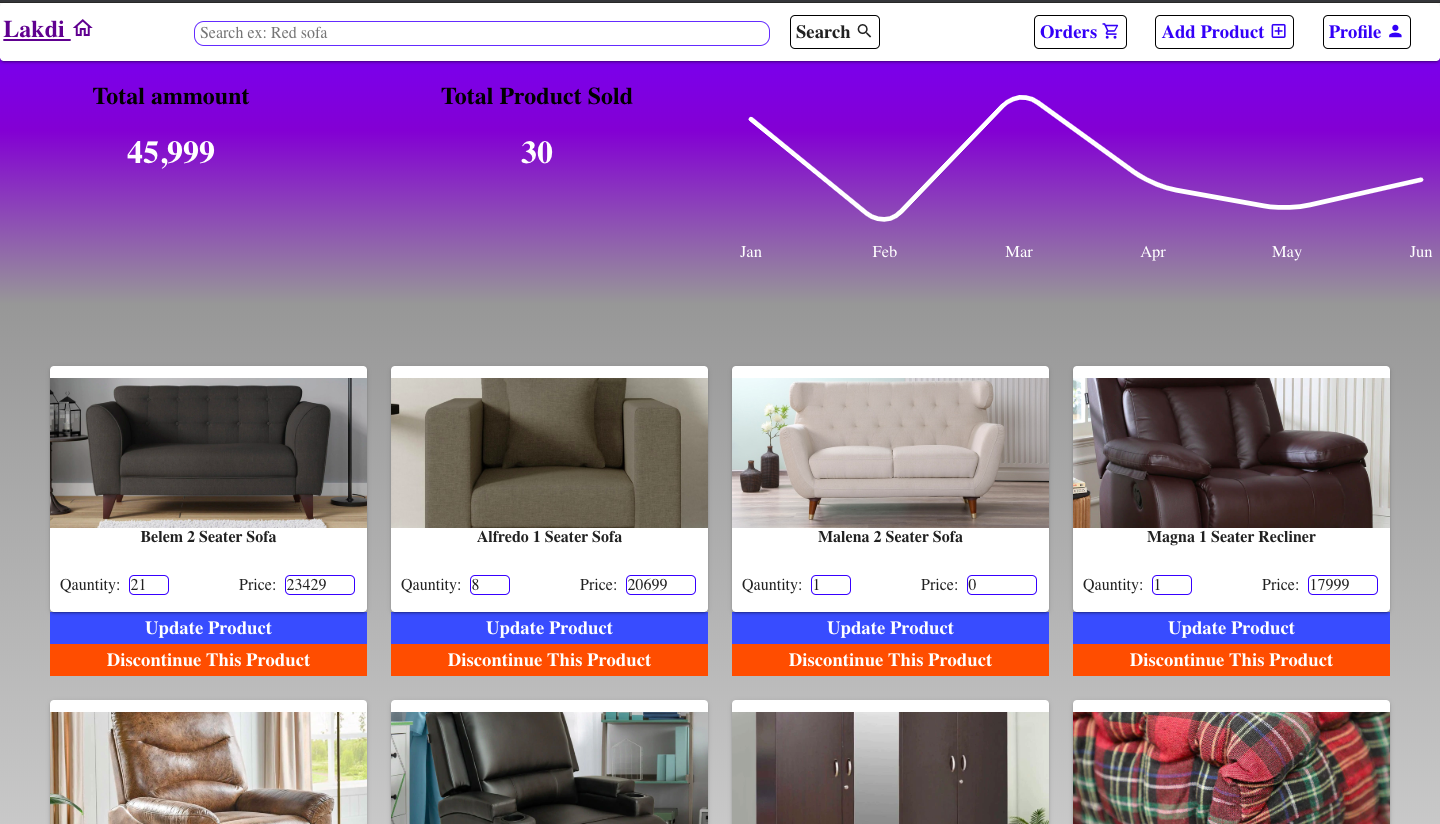 Lakdi
Search ex: Red sofa
Search
Orders
Add Product
Profile
Total ammount
45,999
Total Product Sold
30
Jan Feb Mar Apr May Jun
Belem 2 Seater Sofa
Qauntity: 21 Price: 23429
Update Product
Discontinue This Product
Alfredo 1 Seater Sofa
Qauntity: 8 Price: 20699
Update Product
Discontinue This Product
Malena 2 Seater Sofa
Qauntity: 1 Price: 0
Update Product
Discontinue This Product
Magna 1 Seater Recliner
Qauntity: 1 Price: 17999
Update Product
Discontinue This Product